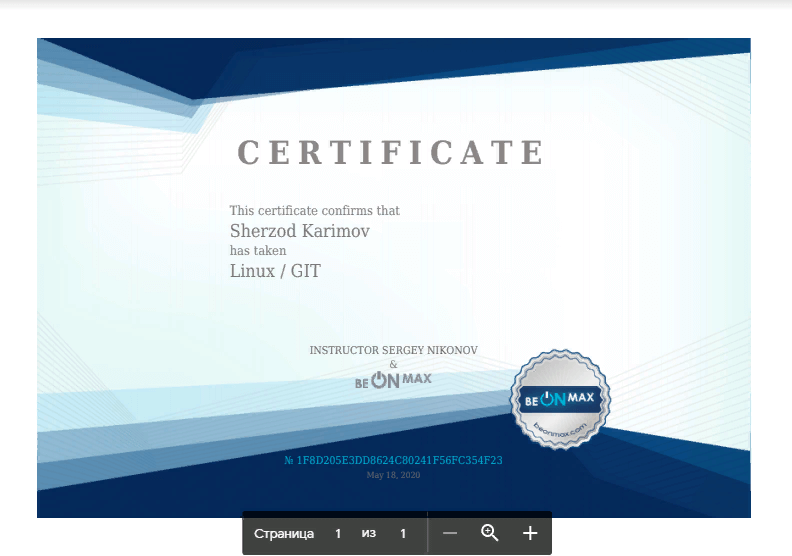 CERTIFICATE
This certificate confirms that
Sherzod Karimov
has taken
Linux / GIT
INSTRUCTOR SERGEY NIKONOV
&
BE ON MAX
BE ON MAX
beonmax.com
№ 1F8D205E3DD8624C80241F56FC354F23
May 18, 2020
Страница 1 из 1